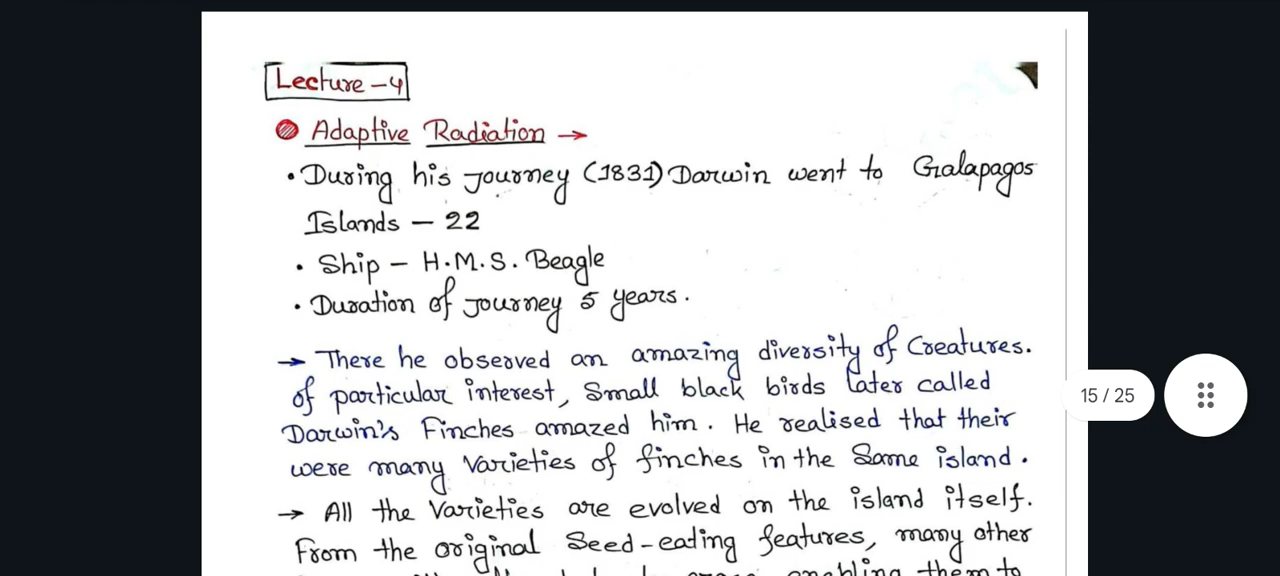 Lecture-4
Adaptive Radiation →
• During his journey (1831) Darwin went to Galapagos
Islands - 22
• Ship - H.M.S. Beagle
• Duration of journey 5 years.
→ There he observed an amazing diversity of Creatures.
of particular interest, Small black birds later called
Darwin's Finches amazed him. He realised that their
were many Varieties of finches in the Same island.
→ All the Varieties are evolved on the island itself.
From the original Seed-eating features, many other
enabling them to
15 / 25